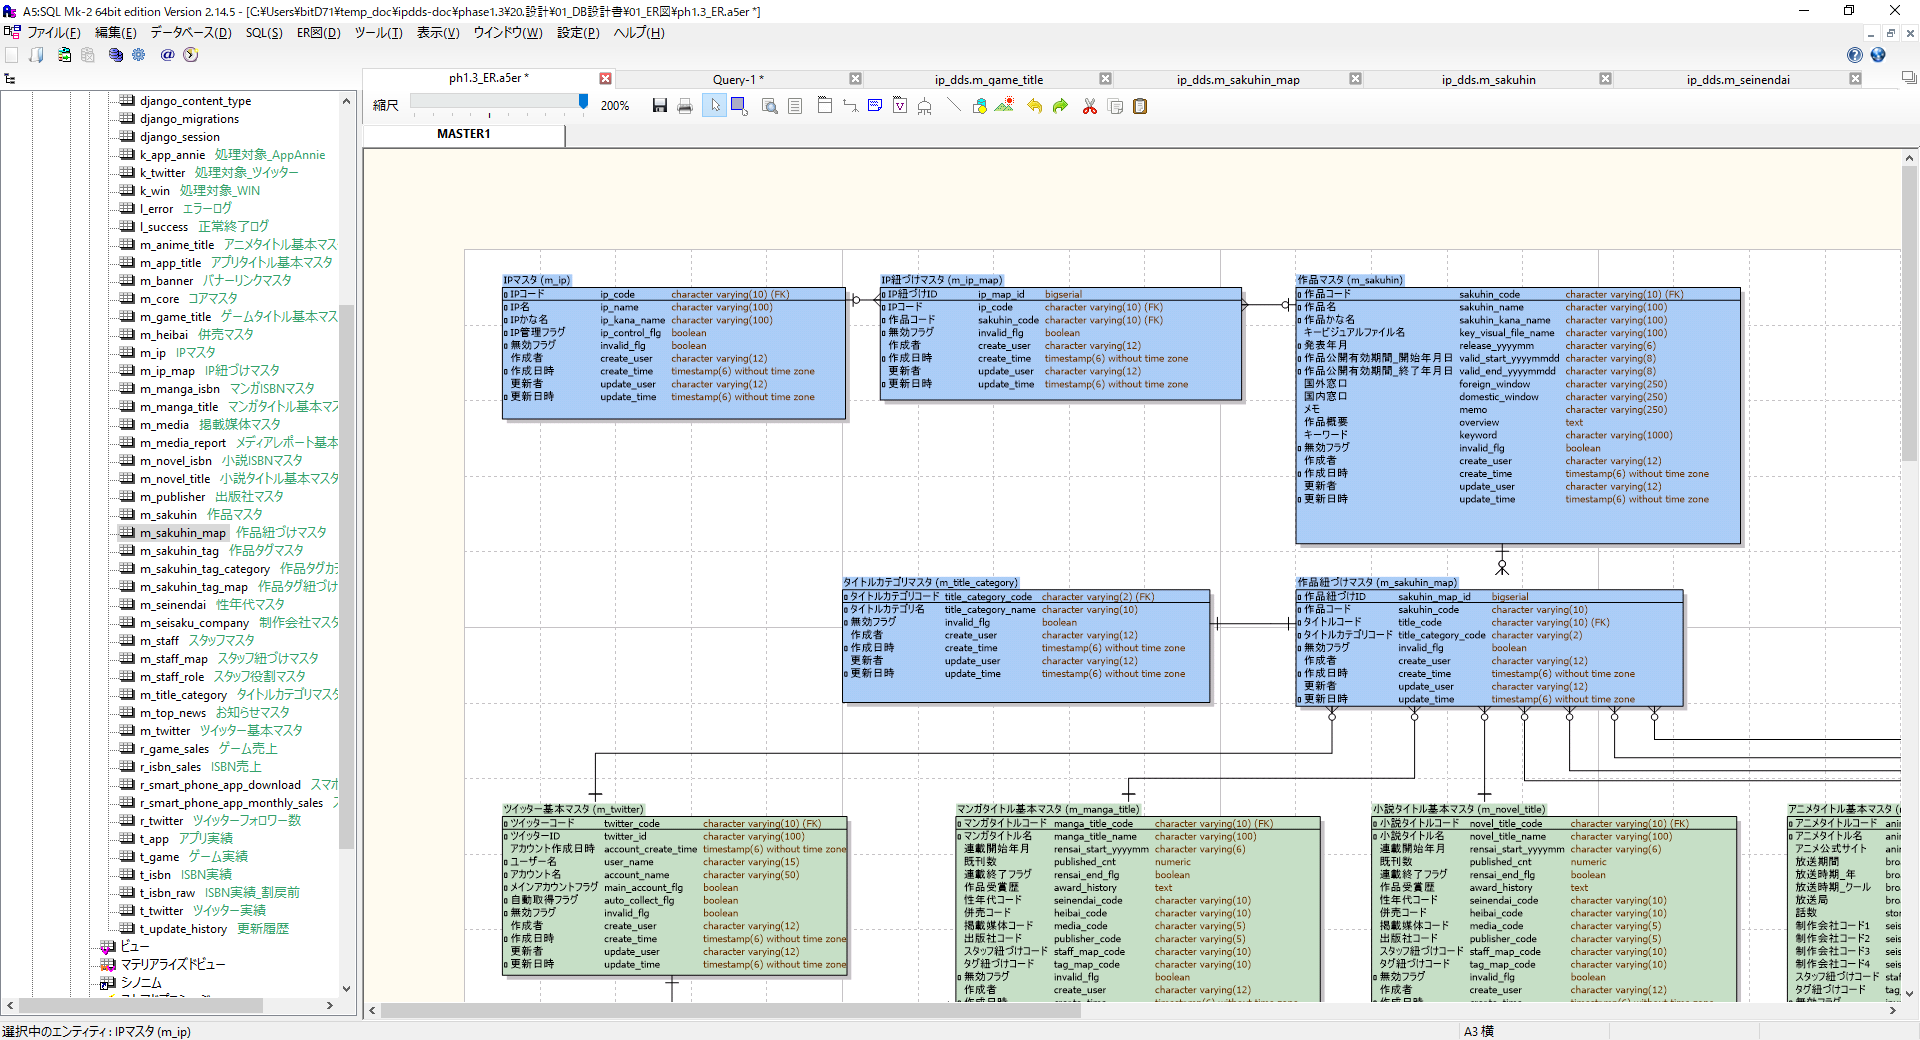 A5:SQL Mk-2 64bit edition Version 2.14.5 - [C:¥Users¥bitD71¥temp_doc¥ipdds-doc¥phase1.3¥20.設計¥01_DB設計書¥01_ER図¥ph1.3_ER.a5er *]
ファイル(F) 編集(E) データベース(D) SQL(S) ER図(D) ツール(T) 表示(V) ウインドウ(W) 設定(P) ヘルプ(H)
ph1.3_ER.a5er * Query-1 * ip_dds.m_game_title ip_dds.m_sakuhin_map ip_dds.m_sakuhin ip_dds.m_seinendai
縮尺 200%
MASTER1
django_content_type
django_migrations
django_session
k_app_annie 処理対象_AppAnnie
k_twitter 処理対象_ツイッター
k_win 処理対象_WIN
l_error エラーログ
l_success 正常終了ログ
m_anime_title アニメタイトル基本マス
m_app_title アプリタイトル基本マスタ
m_banner バナーリンクマスタ
m_core コアマスタ
m_game_title ゲームタイトル基本マス
m_heibai 併売マスタ
m_ip IPマスタ
m_ip_map IP紐づけマスタ
m_manga_isbn マンガISBNマスタ
m_manga_title マンガタイトル基本マス
m_media 掲載媒体マスタ
m_media_report メディアレポート基本
m_novel_isbn 小説ISBNマスタ
m_novel_title 小説タイトル基本マスタ
m_publisher 出版社マスタ
m_sakuhin 作品マスタ
m_sakuhin_map 作品紐づけマスタ
m_sakuhin_tag 作品タグマスタ
m_sakuhin_tag_category 作品タグカ
m_sakuhin_tag_map 作品タグ紐づけ
m_seinendai 性年代マスタ
m_seisaku_company 制作会社マスタ
m_staff スタッフマスタ
m_staff_map スタッフ紐づけマスタ
m_staff_role スタッフ役割マスタ
m_title_category タイトルカテゴリマスタ
m_top_news お知らせマスタ
m_twitter ツイッター基本マスタ
r_game_sales ゲーム売上
r_isbn_sales ISBN売上
r_smart_phone_app_download スマホ
r_smart_phone_app_monthly_sales
r_twitter ツイッターフォロワー数
t_app アプリ実績
t_game ゲーム実績
t_isbn ISBN実績
t_isbn_raw ISBN実績_割戻前
t_twitter ツイッター実績
t_update_history 更新履歴
ビュー
マテリアライズドビュー
シノニム
IPマスタ (m_ip)
IPコード ip_code character varying(10) (FK)
IP名 ip_name character varying(100)
IPかな名 ip_kana_name character varying(100)
IP管理フラグ ip_control_flg boolean
無効フラグ invalid_flg boolean
作成者 create_user character varying(12)
作成日時 create_time timestamp(6) without time zone
更新者 update_user character varying(12)
更新日時 update_time timestamp(6) without time zone
IP紐づけマスタ (m_ip_map)
IP紐づけID ip_map_id bigserial
IPコード ip_code character varying(10) (FK)
作品コード sakuhin_code character varying(10) (FK)
無効フラグ invalid_flg boolean
作成者 create_user character varying(12)
作成日時 create_time timestamp(6) without time zone
更新者 update_user character varying(12)
更新日時 update_time timestamp(6) without time zone
作品マスタ (m_sakuhin)
作品コード sakuhin_code character varying(10) (FK)
作品名 sakuhin_name character varying(100)
作品かな名 sakuhin_kana_name character varying(100)
キービジュアルファイル名 key_visual_file_name character varying(100)
発表年月 release_yyyymm character varying(6)
作品公開有効期間_開始年月日 valid_start_yyyymmdd character varying(8)
作品公開有効期間_終了年月日 valid_end_yyyymmdd character varying(8)
国外窓口 foreign_window character varying(250)
国内窓口 domestic_window character varying(250)
メモ memo character varying(250)
作品概要 overview text
キーワード keyword character varying(1000)
無効フラグ invalid_flg boolean
作成者 create_user character varying(12)
作成日時 create_time timestamp(6) without time zone
更新者 update_user character varying(12)
更新日時 update_time timestamp(6) without time zone
タイトルカテゴリマスタ (m_title_category)
タイトルカテゴリコード title_category_code character varying(2) (FK)
タイトルカテゴリ名 title_category_name character varying(10)
無効フラグ invalid_flg boolean
作成者 create_user character varying(12)
作成日時 create_time timestamp(6) without time zone
更新者 update_user character varying(12)
更新日時 update_time timestamp(6) without time zone
作品紐づけマスタ (m_sakuhin_map)
作品紐づけID sakuhin_map_id bigserial
作品コード sakuhin_code character varying(10)
タイトルコード title_code character varying(10) (FK)
タイトルカテゴリコード title_category_code character varying(2)
無効フラグ invalid_flg boolean
作成者 create_user character varying(12)
作成日時 create_time timestamp(6) without time zone
更新者 update_user character varying(12)
更新日時 update_time timestamp(6) without time zone
ツイッター基本マスタ (m_twitter)
ツイッターコード twitter_code character varying(10) (FK)
ツイッターID twitter_id character varying(100)
アカウント作成日時 account_create_time timestamp(6) without time zone
ユーザー名 user_name character varying(15)
アカウント名 account_name character varying(50)
メインアカウントフラグ main_account_flg boolean
自動取得フラグ auto_collect_flg boolean
無効フラグ invalid_flg boolean
作成者 create_user character varying(12)
作成日時 create_time timestamp(6) without time zone
更新者 update_user character varying(12)
更新日時 update_time timestamp(6) without time zone
マンガタイトル基本マスタ (m_manga_title)
マンガタイトルコード manga_title_code character varying(10) (FK)
マンガタイトル名 manga_title_name character varying(100)
連載開始年月 rensai_start_yyyymm character varying(6)
既刊数 published_cnt numeric
連載終了フラグ rensai_end_flg boolean
作品受賞歴 award_history text
性年代コード seinendai_code character varying(10)
併売コード heibai_code character varying(10)
掲載媒体コード media_code character varying(5)
出版社コード publisher_code character varying(5)
スタッフ紐づけコード staff_map_code character varying(10)
タグ紐づけコード tag_map_code character varying(10)
無効フラグ invalid_flg boolean
作成者 create_user character varying(12)
小説タイトル基本マスタ (m_novel_title)
小説タイトルコード novel_title_code character varying(10) (FK)
小説タイトル名 novel_title_name character varying(100)
連載開始年月 rensai_start_yyyymm character varying(6)
既刊数 published_cnt numeric
連載終了フラグ rensai_end_flg boolean
作品受賞歴 award_history text
性年代コード seinendai_code character varying(10)
併売コード heibai_code character varying(10)
掲載媒体コード media_code character varying(5)
出版社コード publisher_code character varying(5)
スタッフ紐づけコード staff_map_code character varying(10)
タグ紐づけコード tag_map_code character varying(10)
無効フラグ invalid_flg boolean
作成者 create_user character varying(12)
アニメタイトル基本マスタ (
アニメタイトルコード ani
アニメタイトル名 ani
アニメ公式サイト ani
放送期間 bro
放送時期_年 bro
放送時期_クール bro
放送局 bro
話数 sto
制作会社コード1 seis
制作会社コード2 seis
制作会社コード3 seis
制作会社コード4 seis
スタッフ紐づけコード sta
タグ紐づけコード tag_
選択中のエンティティ : IPマスタ (m_ip)
A3 横